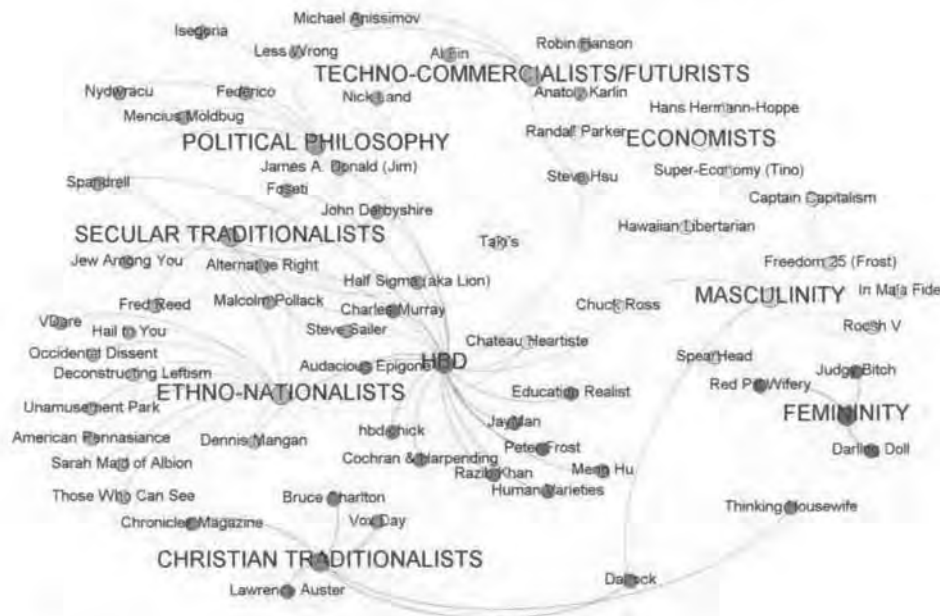 Michael Anissimov
Isegoria
Less Wrong
Al Fin
Robin Hanson
TECHNO-COMMERCIALISTS/FUTURISTS
Nydwracu
Federico
Nick Land
Anatoly Karlin
Mencius Moldbug
Hans Hermann-Hoppe
POLITICAL PHILOSOPHY
Randall Parker
ECONOMISTS
James A. Donald (Jim)
Super-Economy (Tino)
Spandrell
Foseti
Steve Hsu
Captain Capitalism
John Derbyshire
SECULAR TRADITIONALISTS
Taki's
Hawaiian Libertarian
Jew Among You
Alternative Right
Freedom 25 (Frost)
Half Sigma (aka Lion)
MASCULINITY
In Mala Fide
Fred Reed
Malcolm Pollack
Charles Murray
Chuck Ross
VDare
Hail to You
Steve Sailer
Roosh V
Occidental Dissent
Chateau Heartiste
SpearHead
Deconstructing Leftism
Audacious Epigone
HBD
Judgy Bitch
ETHNO-NATIONALISTS
Education Realist
Red Pill Wifery
Unamusement Park
JayMan
FEMININITY
American Pennasiance
Dennis Mangan
hbd chick
Peter Frost
Darling Doll
Sarah Maid of Albion
Cochran & Harpending
Razib Khan
Meng Hu
Those Who Can See
Bruce Charlton
Human Varieties
Thinking Housewife
Chronicles Magazine
Vox Day
CHRISTIAN TRADITIONALISTS
Dalrock
Lawrence Auster